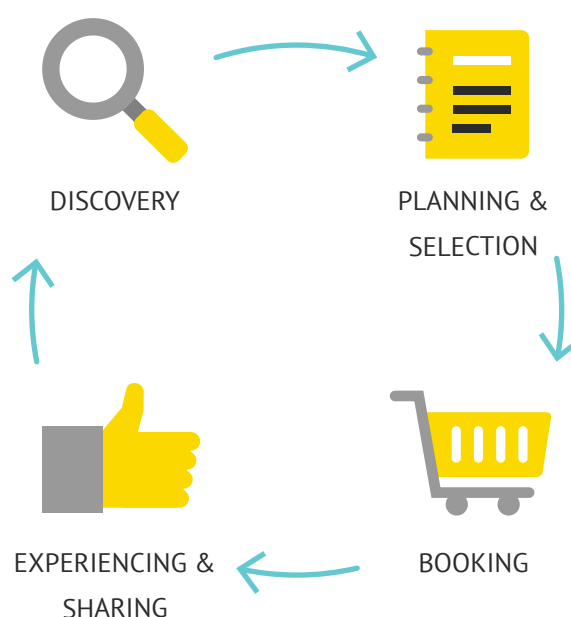 DISCOVERY
PLANNING &
SELECTION
EXPERIENCING &
SHARING
BOOKING